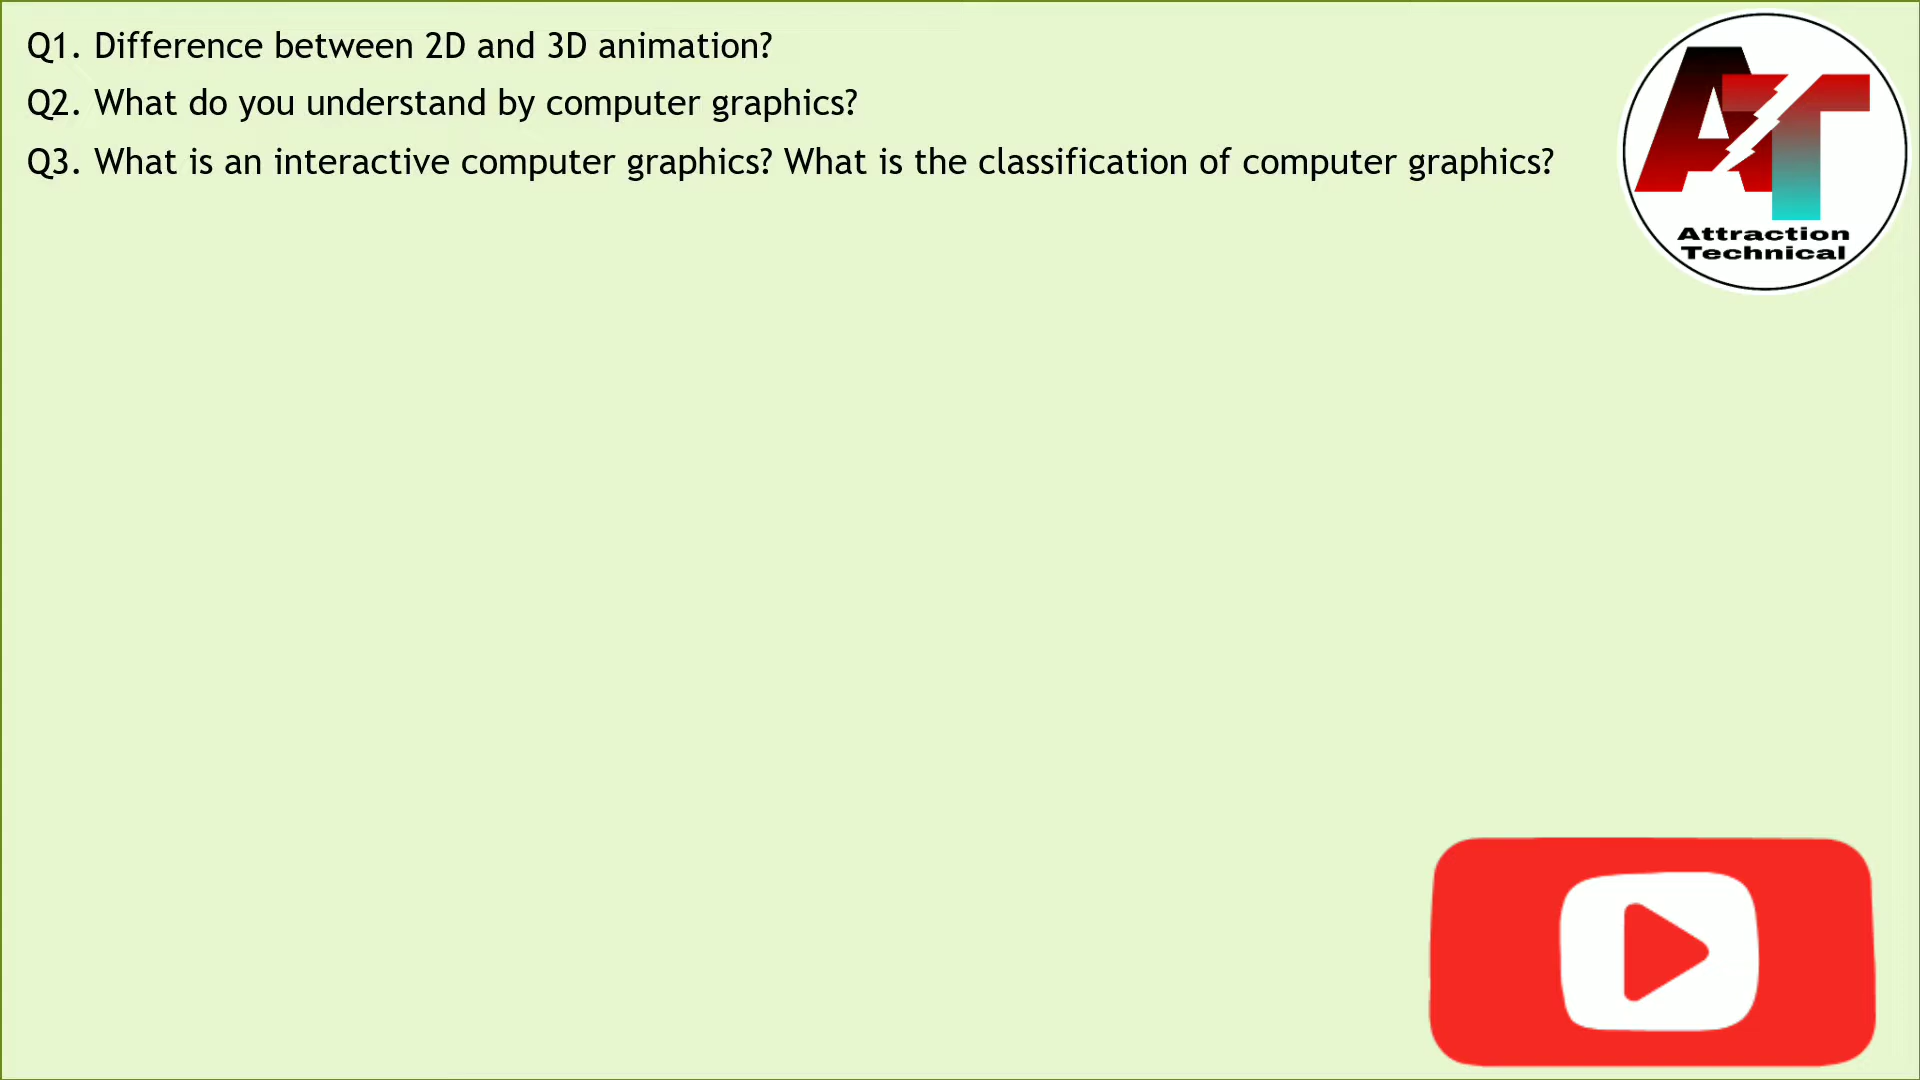 Q1. Difference between 2D and 3D animation?
Q2. What do you understand by computer graphics?
Q3. What is an interactive computer graphics? What is the classification of computer graphics?
AT
Attraction
Technical